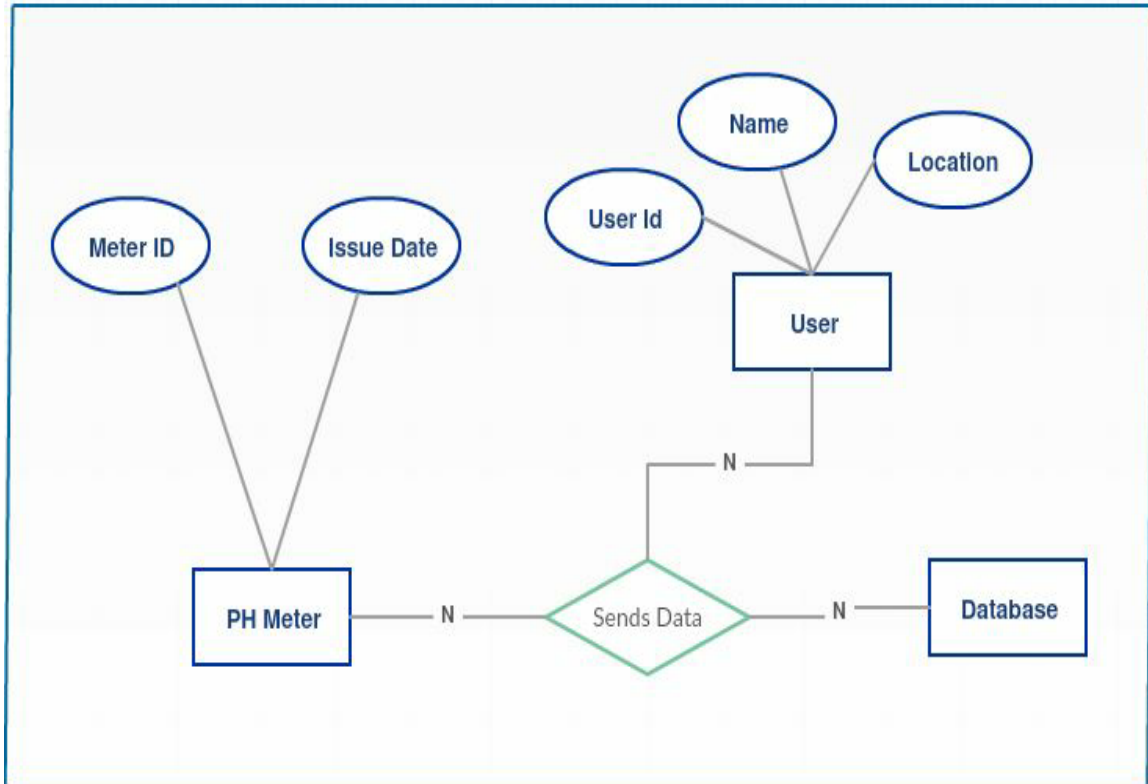 Name
Location
User Id
Meter ID
Issue Date
User
N
PH Meter
N
Sends Data
N
Database